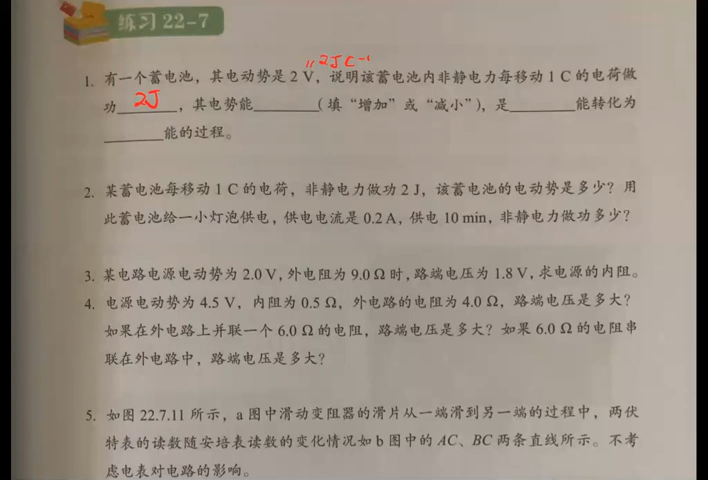 练习 22-7
〃 2J C⁻¹
1. 有一个蓄电池，其电动势是 2 V，说明该蓄电池内非静电力每移动 1 C 的电荷做
功 2J ，其电势能________(填“增加”或“减小”)，是________能转化为
________能的过程。
2. 某蓄电池每移动 1 C 的电荷，非静电力做功 2 J，该蓄电池的电动势是多少？用
此蓄电池给一小灯泡供电，供电电流是 0.2 A，供电 10 min，非静电力做功多少？
3. 某电路电源电动势为 2.0 V，外电阻为 9.0 Ω 时，路端电压为 1.8 V，求电源的内阻。
4. 电源电动势为 4.5 V，内阻为 0.5 Ω，外电路的电阻为 4.0 Ω，路端电压是多大？
如果在外电路上并联一个 6.0 Ω 的电阻，路端电压是多大？如果 6.0 Ω 的电阻串
联在外电路中，路端电压是多大？
5. 如图 22.7.11 所示，a 图中滑动变阻器的滑片从一端滑到另一端的过程中，两伏
特表的读数随安培表读数的变化情况如 b 图中的 AC、BC 两条直线所示。不考
虑电表对电路的影响。